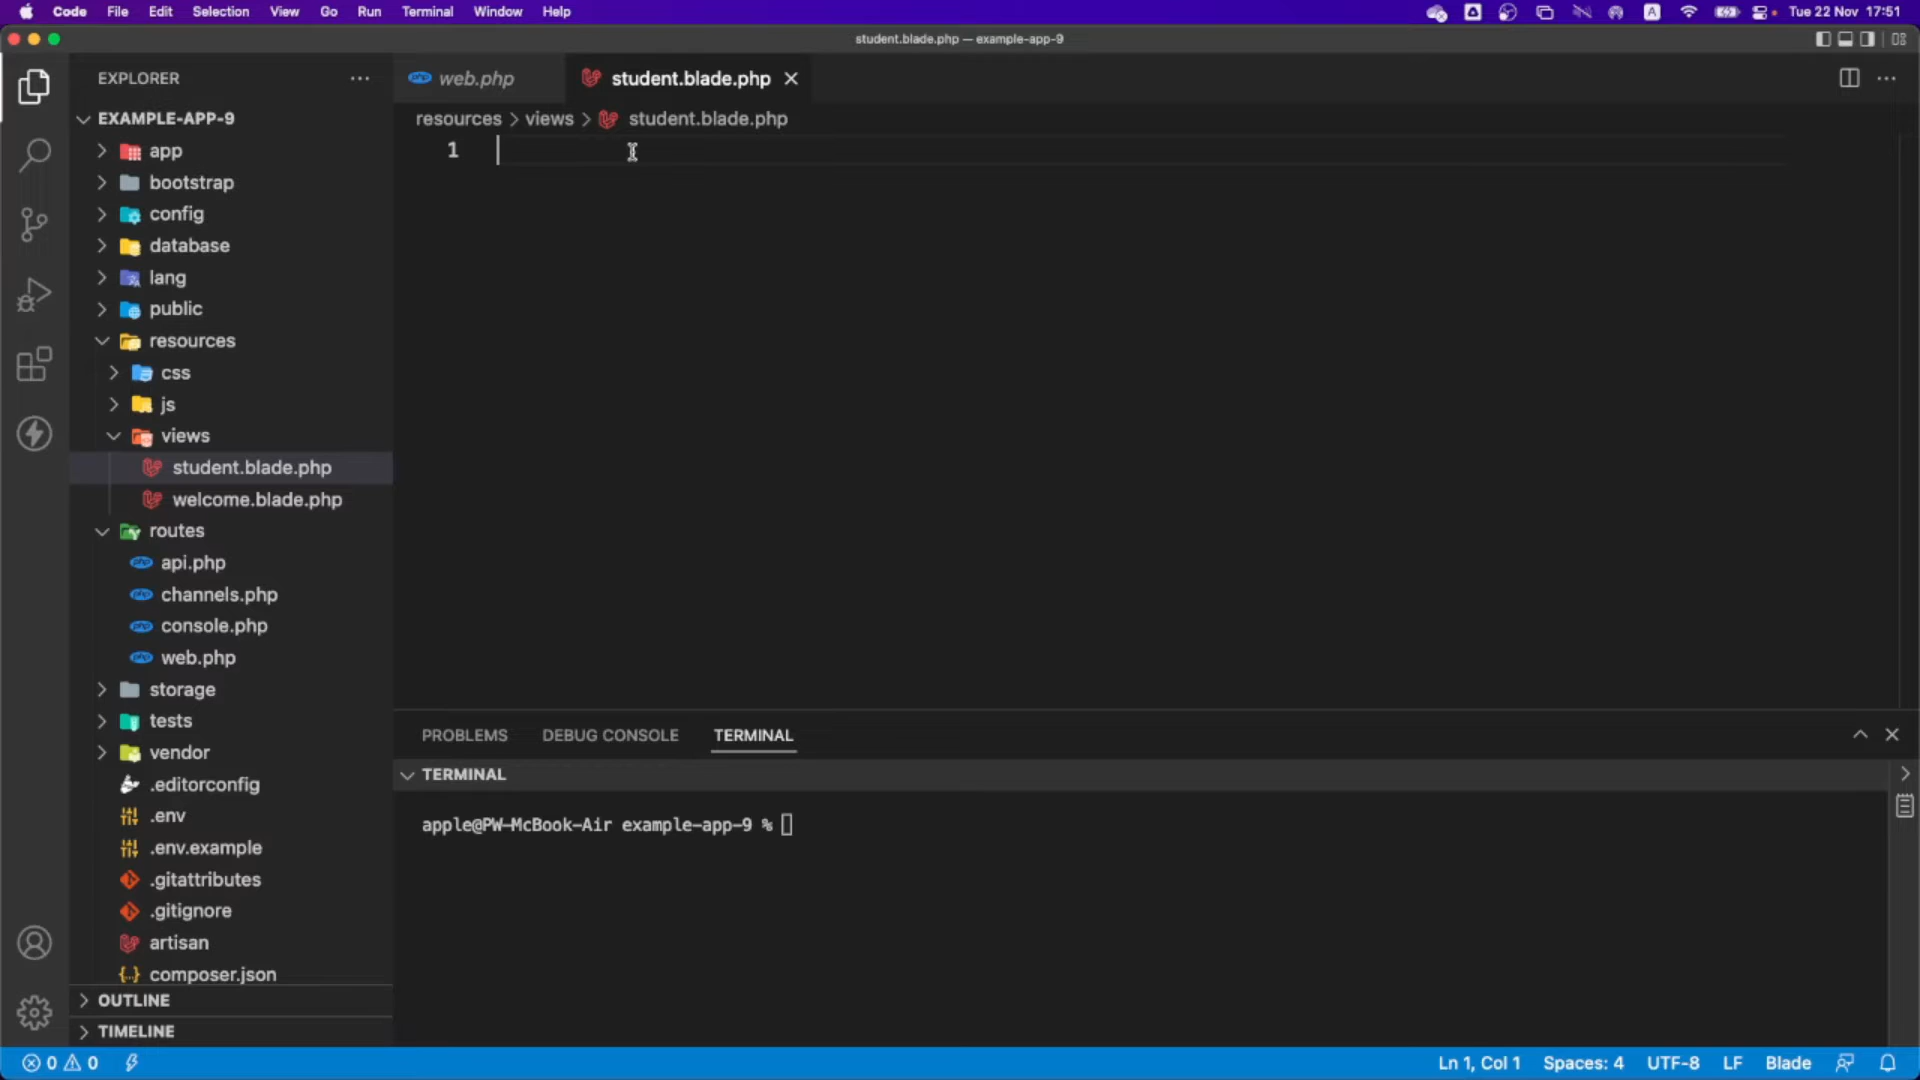 Code File Edit Selection View Go Run Terminal Window Help
A
Tue 22 Nov 17:51
student.blade.php — example-app-9
EXPLORER
web.php
student.blade.php
EXAMPLE-APP-9
resources > views > student.blade.php
1
app
bootstrap
config
database
lang
public
resources
css
js
views
student.blade.php
welcome.blade.php
routes
api.php
channels.php
console.php
web.php
storage
tests
vendor
.editorconfig
.env
.env.example
.gitattributes
.gitignore
artisan
composer.json
OUTLINE
TIMELINE
PROBLEMS DEBUG CONSOLE TERMINAL
TERMINAL
apple@PW-McBook-Air example-app-9 %
0 0
Ln 1, Col 1 Spaces: 4 UTF-8 LF Blade